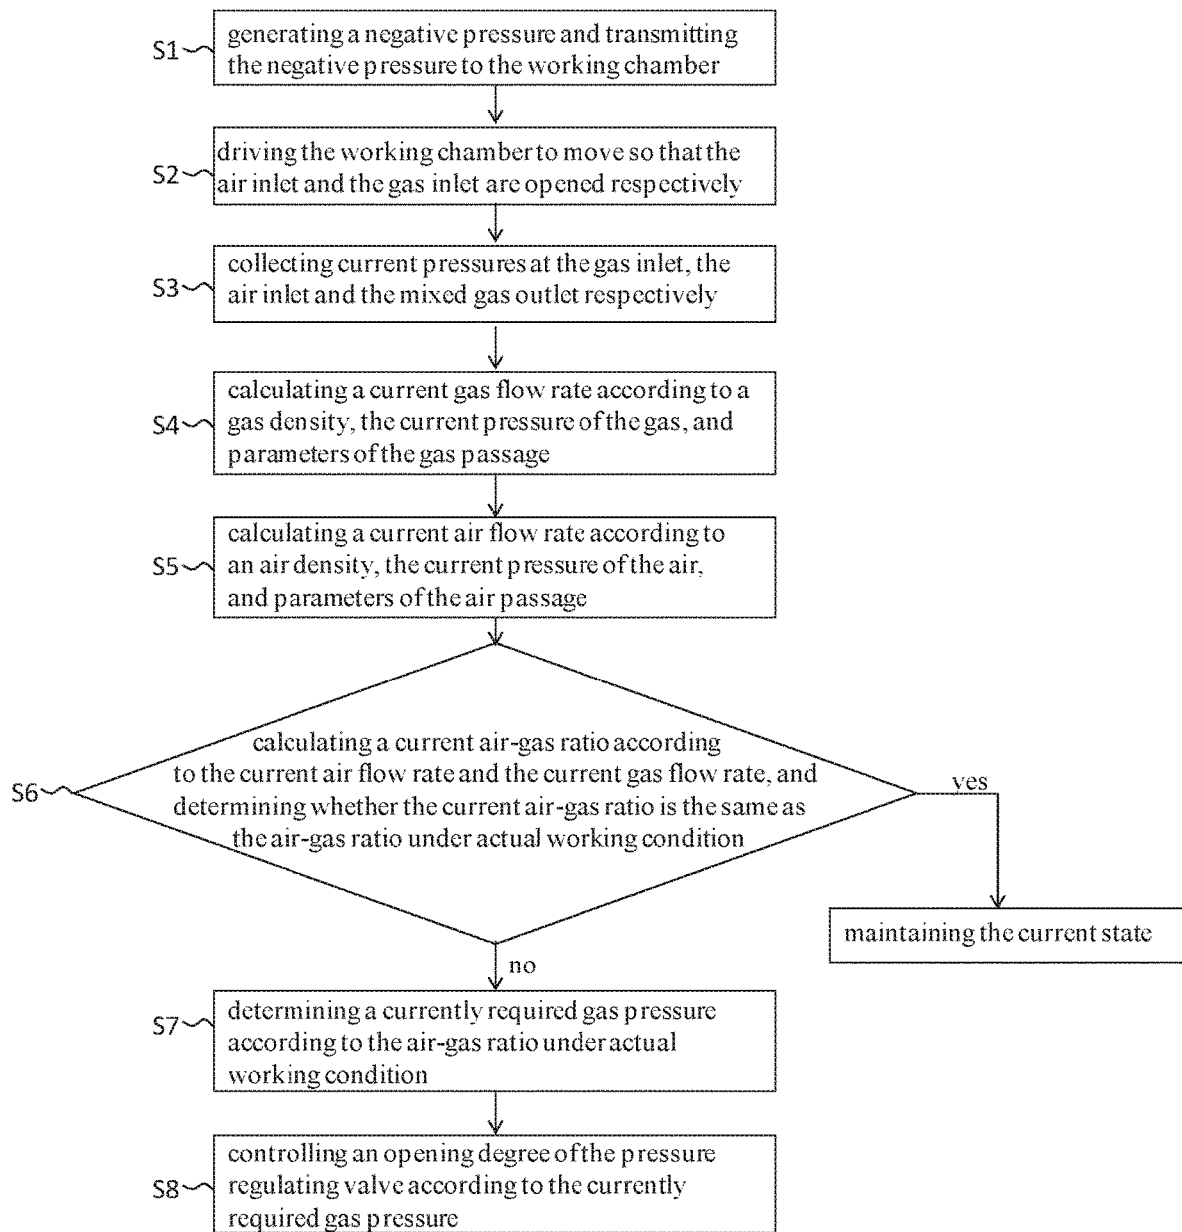 S1
generating a negative pressure and transmitting
the negative pressure to the working chamber
S2
driving the working chamber to move so that the
air inlet and the gas inlet are opened respectively
S3
collecting current pressures at the gas inlet, the
air inlet and the mixed gas outlet respectively
S4
calculating a current gas flow rate according to a
gas density, the current pressure of the gas, and
parameters of the gas passage
S5
calculating a current air flow rate according to
an air density, the current pressure of the air,
and parameters of the air passage
S6
calculating a current air-gas ratio according
to the current air flow rate and the current gas flow rate, and
determining whether the current air-gas ratio is the same as
the air-gas ratio under actual working condition
yes
maintaining the current state
no
S7
determining a currently required gas pressure
according to the air-gas ratio under actual
working condition
S8
controlling an opening degree of the pressure
regulating valve according to the currently
required gas pressure